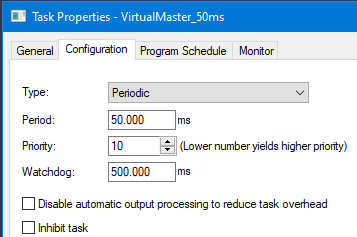 Task Properties - VirtualMaster_50ms
General Configuration Program Schedule Monitor
Type: Periodic
Period: 50.000 ms
Priority: 10 (Lower number yields higher priority)
Watchdog: 500.000 ms
Disable automatic output processing to reduce task overhead
Inhibit task